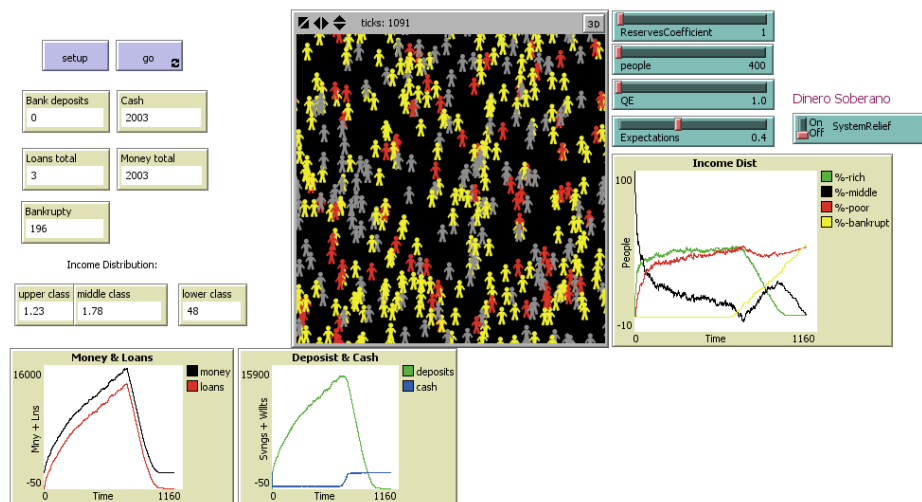 ticks: 1091
3D
setup
go
Bank deposits
0
Cash
2003
Loans total
3
Money total
2003
Bankrupty
196
Income Distribution:
upper class
1.23
middle class
1.78
lower class
48
ReservesCoefficient 1
people 400
QE 1.0
Expectations 0.4
Dinero Soberano
On
Off
SystemRelief
Income Dist
100
People
-10
0
Time
1160
%-rich
%-middle
%-poor
%-bankrupt
Money & Loans
16000
Mny + Lns
-50
0
Time
1160
money
loans
Deposist & Cash
15900
Svngs + Wllts
-50
0
Time
1160
deposits
cash